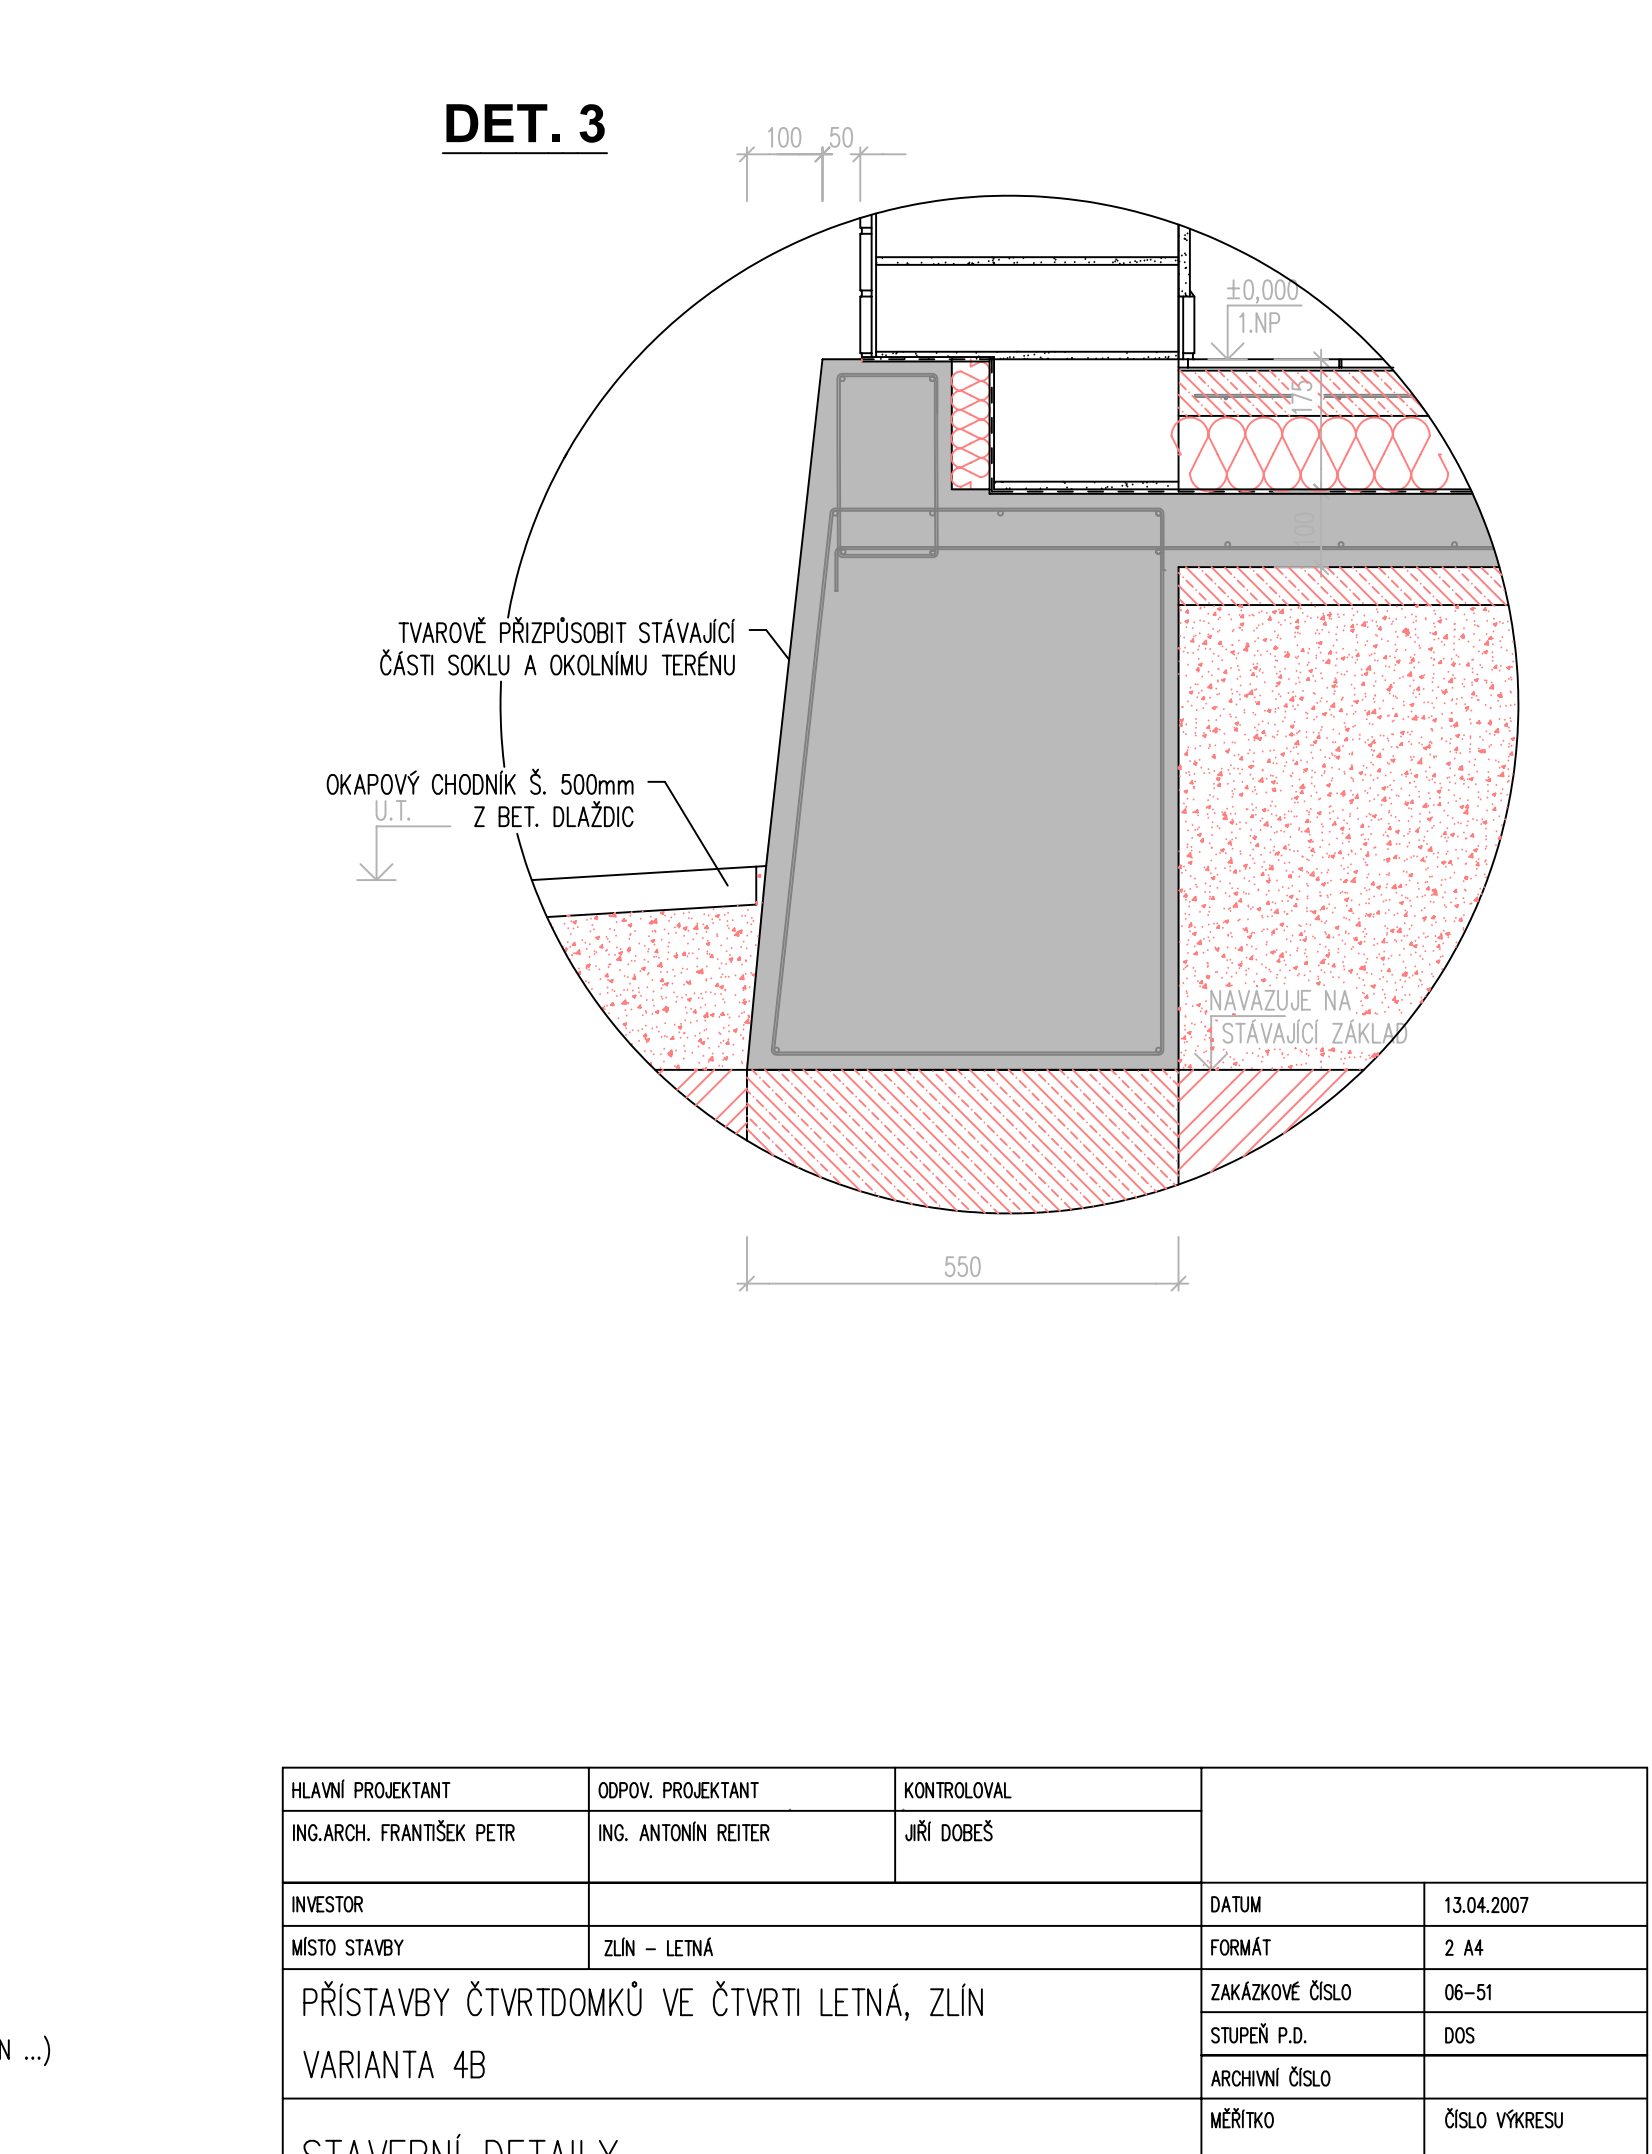 DET. 3
100 50
±0,000
1.NP
175
100
TVAROVĚ PŘIZPŮSOBIT STÁVAJÍCÍ
ČÁSTI SOKLU A OKOLNÍMU TERÉNU
OKAPOVÝ CHODNÍK Š. 500mm
Z BET. DLAŽDIC
U.T.
NAVAZUJE NA
STÁVAJÍCÍ ZÁKLAD
550
HLAVNÍ PROJEKTANT ODPOV. PROJEKTANT KONTROLOVAL
ING.ARCH. FRANTIŠEK PETR ING. ANTONÍN REITER JIŘÍ DOBEŠ
INVESTOR DATUM 13.04.2007
MÍSTO STAVBY ZLÍN – LETNÁ FORMÁT 2 A4
PŘÍSTAVBY ČTVRTDOMKŮ VE ČTVRTI LETNÁ, ZLÍN
ZAKÁZKOVÉ ČÍSLO 06–51
STUPEŇ P.D. DOS
N ...)
VARIANTA 4B
ARCHIVNÍ ČÍSLO
MĚŘÍTKO ČÍSLO VÝKRESU
STAVEBNÍ DETAILY